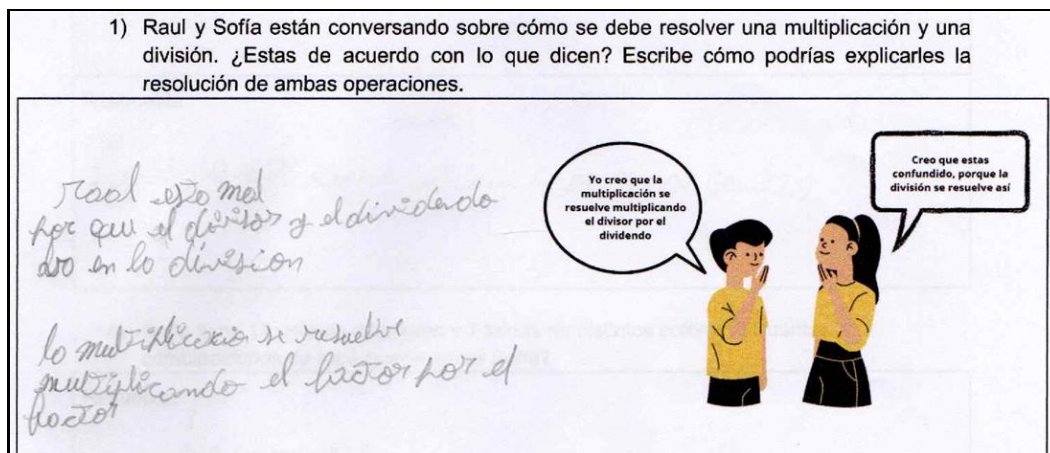 1) Raul y Sofía están conversando sobre cómo se debe resolver una multiplicación y una
división. ¿Estas de acuerdo con lo que dicen? Escribe cómo podrías explicarles la
resolución de ambas operaciones.
raol esta mal
por que el divisor y el dividendo
en la division
la multiplicacion se resuelve
multiplicando el factor por el
factor
Yo creo que la
multiplicación se
resuelve multiplicando
el divisor por el
dividendo
Creo que estas
confundido, porque la
división se resuelve así